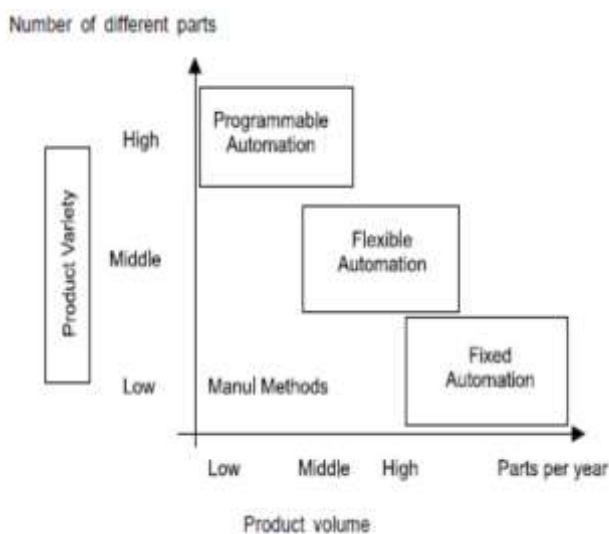 Number of different parts
Programmable
Automation
High
Product Variety
Flexible
Automation
Middle
Fixed
Automation
Low
Manul Methods
Low
Middle
High
Parts per year
Product volume